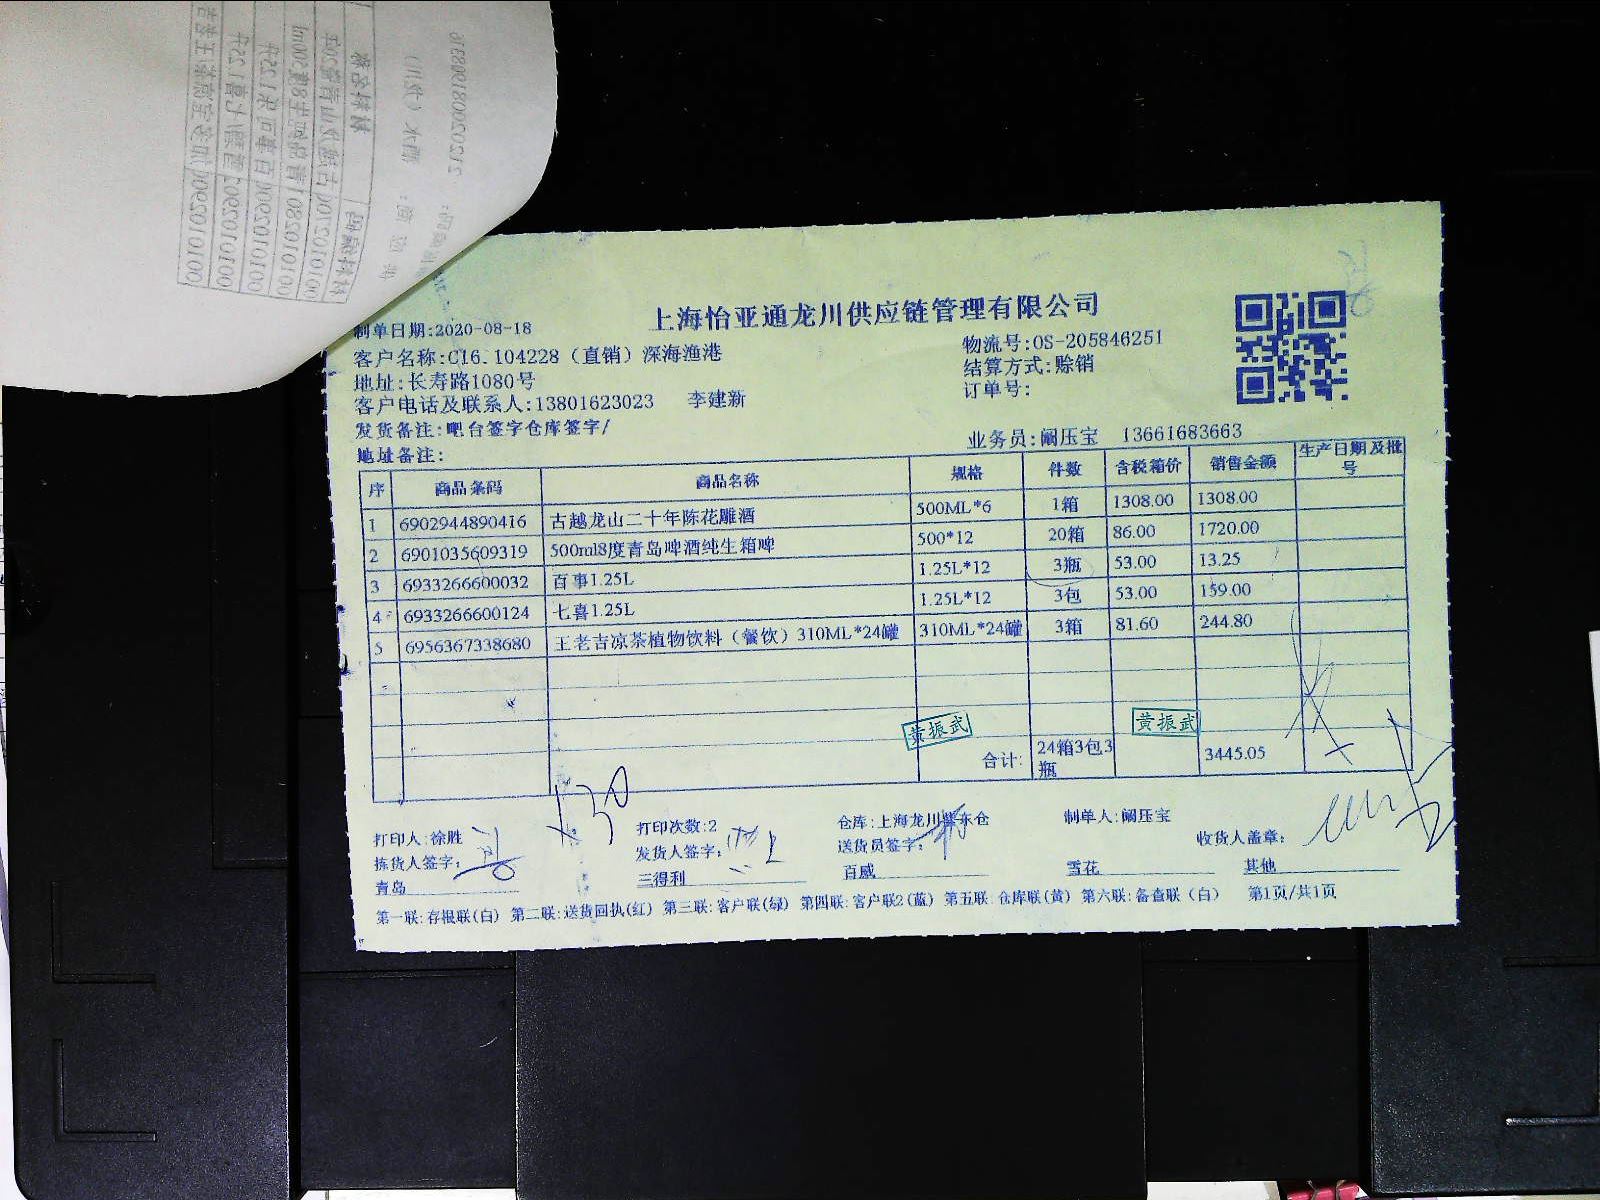 上海怡亚通龙川供应链管理有限公司
制单日期:2020-08-18
物流号:OS-205846251
客户名称:C16.104228（直销）深海渔港
结算方式:赊销
地址:长寿路1080号
订单号:
客户电话及联系人:13801623023 李建新
发货备注:吧台签字仓库签字/
业务员:阚压宝 13661683663
地址备注:
序 商品条码 商品名称 规格 件数 含税箱价 销售金额 生产日期及批号
1 6902944890416 古越龙山二十年陈花雕酒 500ML*6 1箱 1308.00 1308.00
2 6901035609319 500ml8度青岛啤酒纯生箱啤 500*12 20箱 86.00 1720.00
3 6933266600032 百事1.25L 1.25L*12 3瓶 53.00 13.25
4 6933266600124 七喜1.25L 1.25L*12 3包 53.00 159.00
5 6956367338680 王老吉凉茶植物饮料（餐饮）310ML*24罐 310ML*24罐 3箱 81.60 244.80
黄振武 黄振武
合计: 24箱3包3瓶 3445.05
打印人:徐胜 打印次数:2 仓库:上海龙川 东仓 制单人:阚压宝
拣货人签字: 发货人签字: 送货员签字: 收货人盖章:
青岛 三得利 百威 雪花 其他
第一联:存根联(白) 第二联:送货回执(红) 第三联:客户联(绿) 第四联:客户联2(蓝) 第五联:仓库联(黄) 第六联:备查联(白) 第1页/共1页